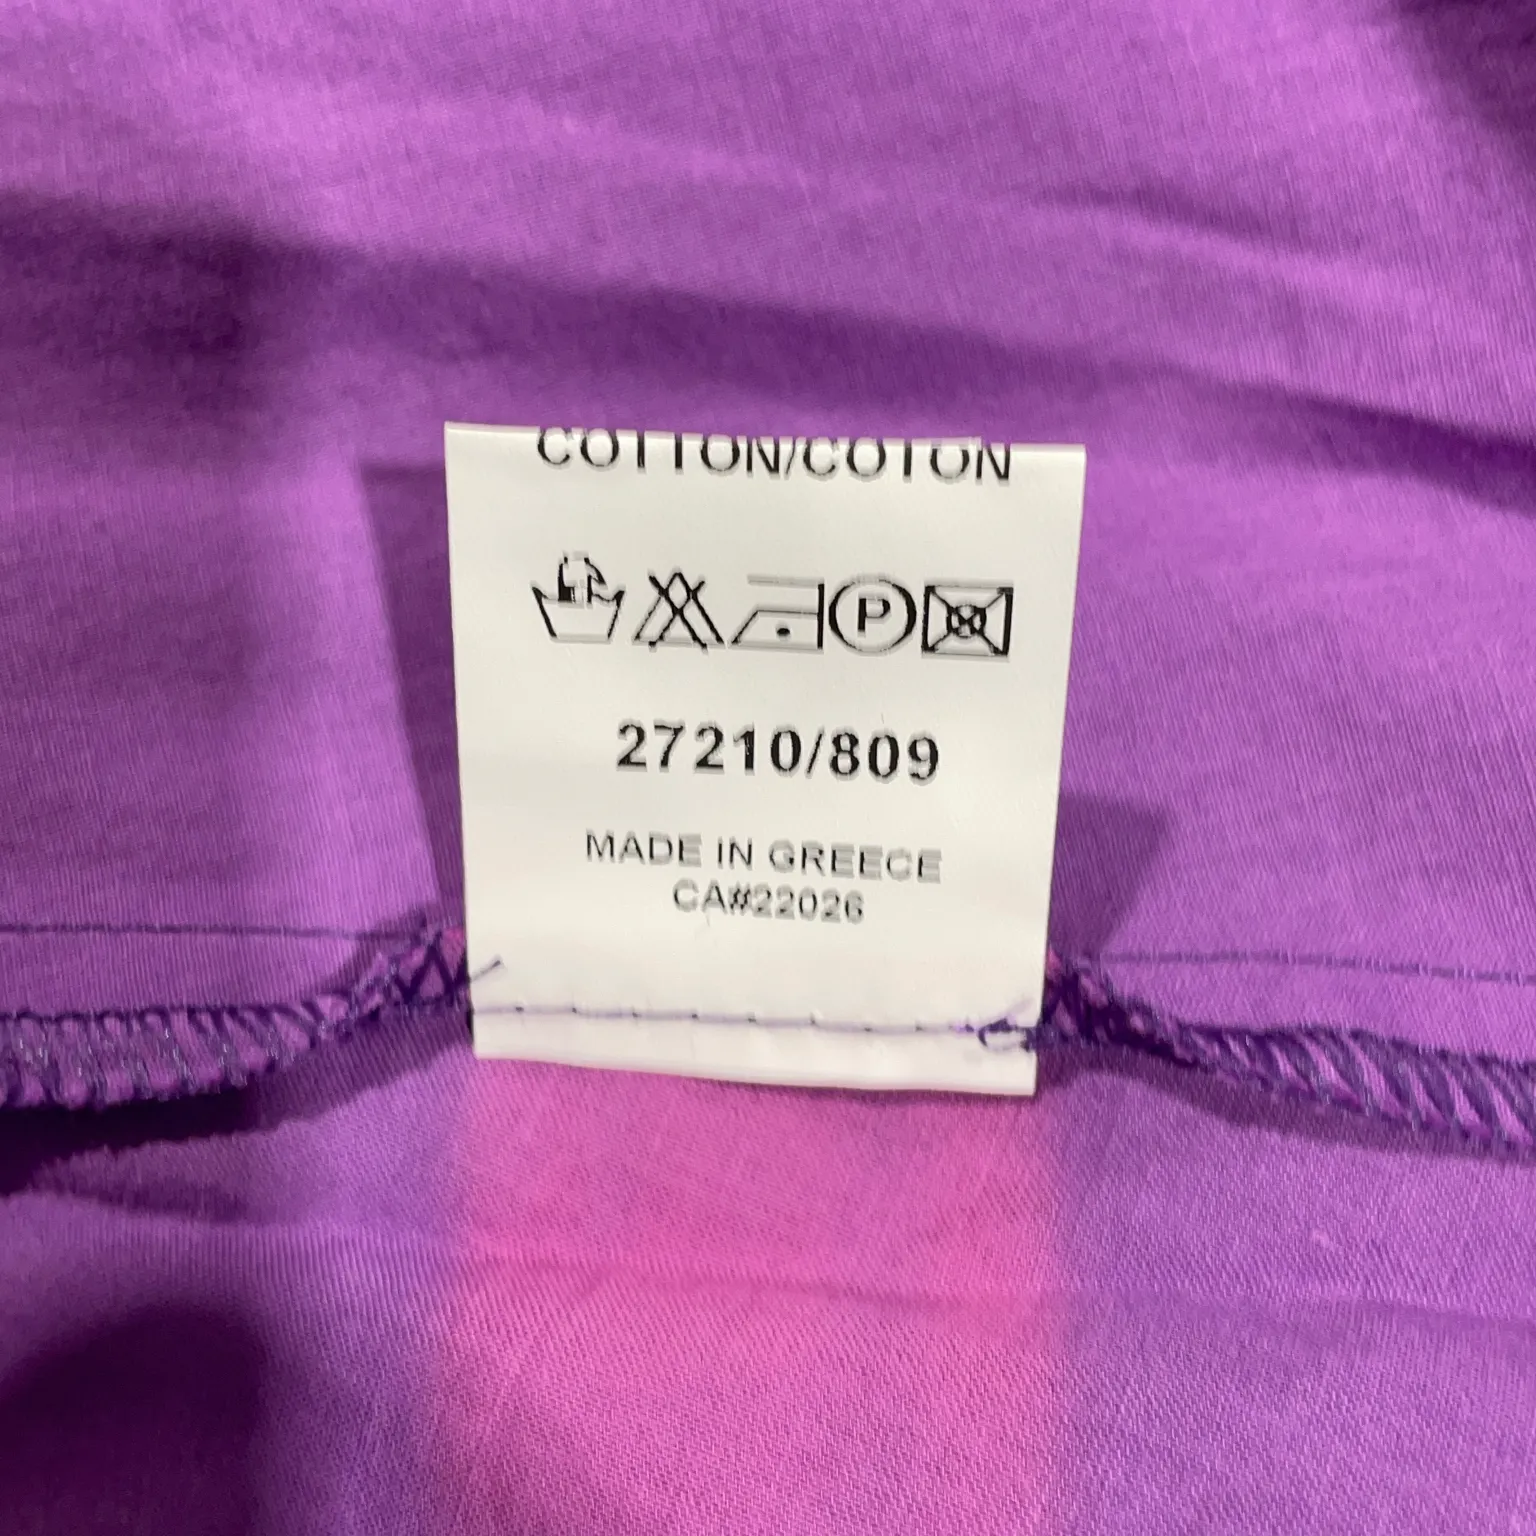 COTTON/COTON
P
27210/809
MADE IN GREECE
CA#22026